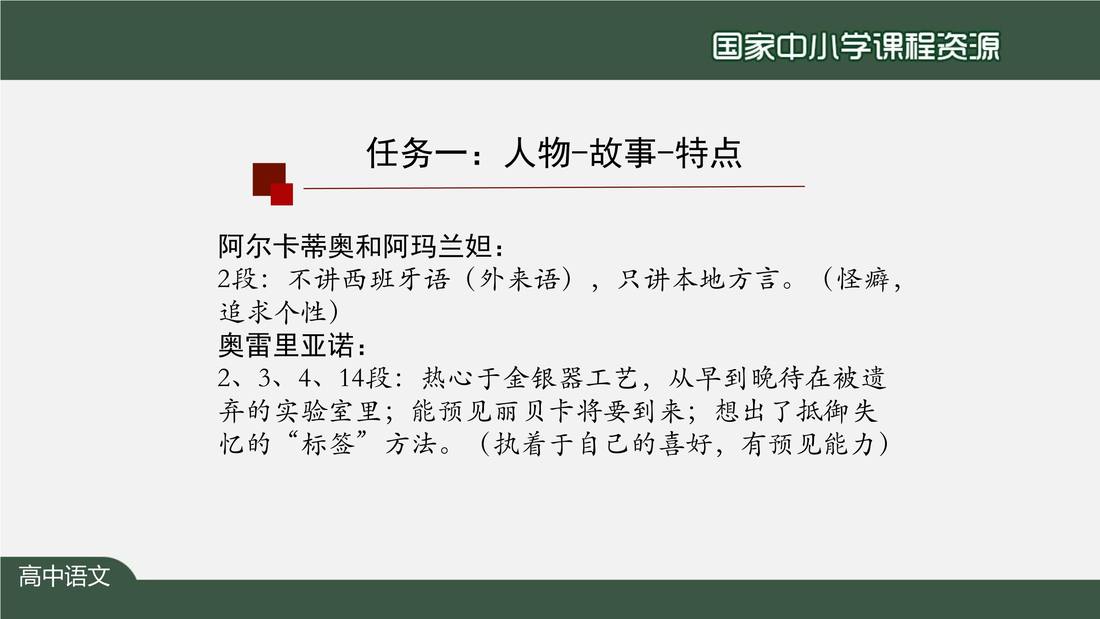 国家中小学课程资源
任务一：人物-故事-特点
阿尔卡蒂奥和阿玛兰妲：
2段：不讲西班牙语（外来语），只讲本地方言。（怪癖，
追求个性）
奥雷里亚诺：
2、3、4、14段：热心于金银器工艺，从早到晚待在被遗
弃的实验室里；能预见丽贝卡将要到来；想出了抵御失
忆的“标签”方法。（执着于自己的喜好，有预见能力）
高中语文